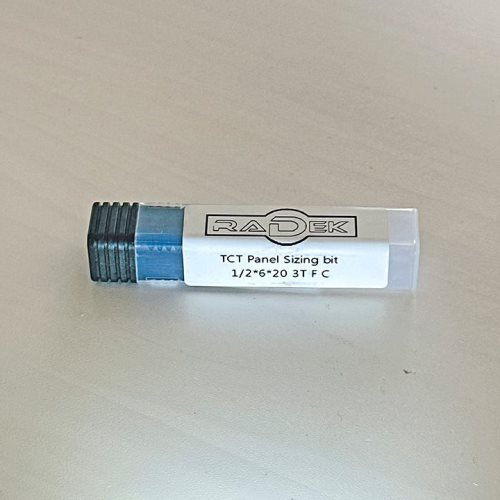 RADEK
TCT Panel Sizing bit
1/2*6*20 3T F C